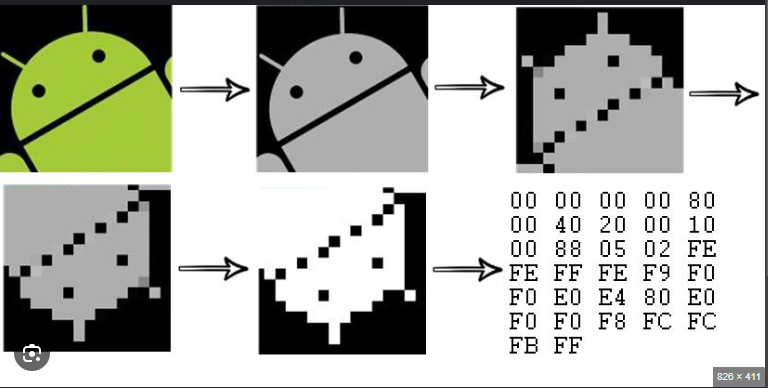 00 00 00 00 80
00 40 20 00 10
00 88 05 02 FE
FE FF FE F9 F0
F0 E0 E4 80 E0
F0 F0 F8 FC FC
FB FF
826 × 411